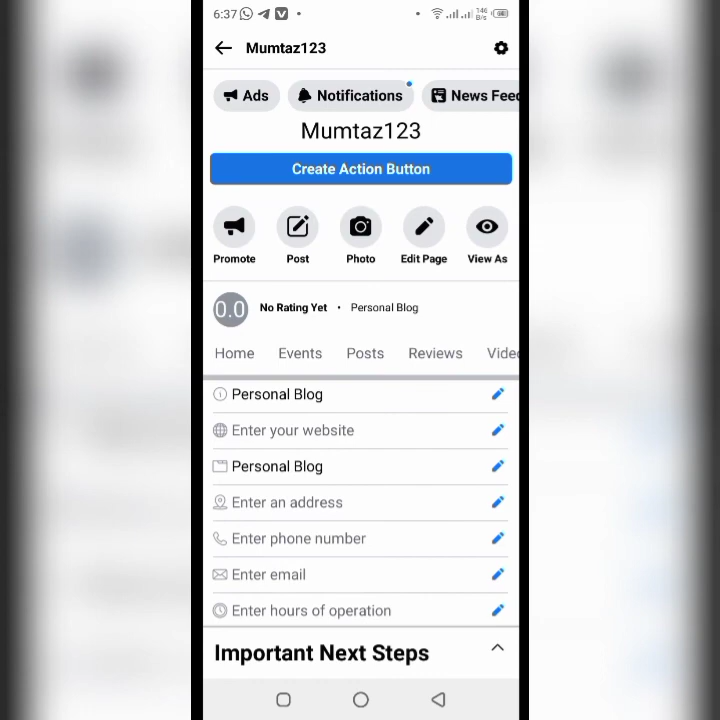 6:37 146 B/s
Mumtaz123
Ads Notifications News Feed
Mumtaz123
Create Action Button
Promote Post Photo Edit Page View As
0.0 No Rating Yet • Personal Blog
Home Events Posts Reviews Video
Personal Blog
Enter your website
Personal Blog
Enter an address
Enter phone number
Enter email
Enter hours of operation
Important Next Steps